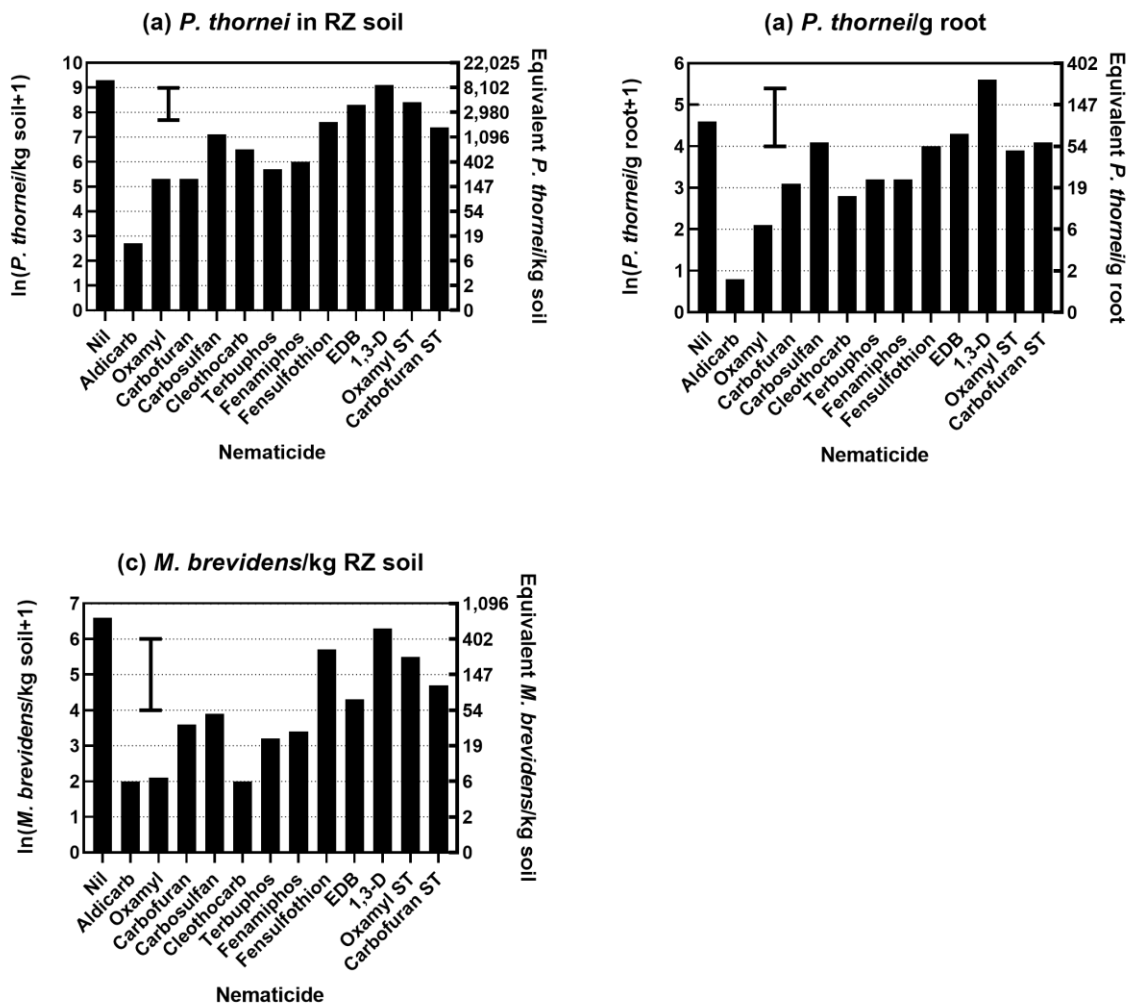 (a) P. thornei in RZ soil
ln(P. thornei/kg soil+1)
10
9
8
7
6
5
4
3
2
1
0
22,025
8,102
2,980
1,096
402
147
54
19
6
2
0
Equivalent P. thornei/kg soil
Nil
Aldicarb
Oxamyl
Carbofuran
Carbosulfan
Cleothocarb
Terbuphos
Fenamiphos
Fensulfothion
EDB
1,3-D
Oxamyl ST
Carbofuran ST
Nematicide
(a) P. thornei/g root
ln(P. thornei/g root+1)
6
5
4
3
2
1
0
402
147
54
19
6
2
0
Equivalent P. thornei/g root
Nil
Aldicarb
Oxamyl
Carbofuran
Carbosulfan
Cleothocarb
Terbuphos
Fenamiphos
Fensulfothion
EDB
1,3-D
Oxamyl ST
Carbofuran ST
Nematicide
(c) M. brevidens/kg RZ soil
ln(M. brevidens/kg soil+1)
7
6
5
4
3
2
1
0
1,096
402
147
54
19
6
2
0
Equivalent M. brevidens/kg soil
Nil
Aldicarb
Oxamyl
Carbofuran
Carbosulfan
Cleothocarb
Terbuphos
Fenamiphos
Fensulfothion
EDB
1,3-D
Oxamyl ST
Carbofuran ST
Nematicide